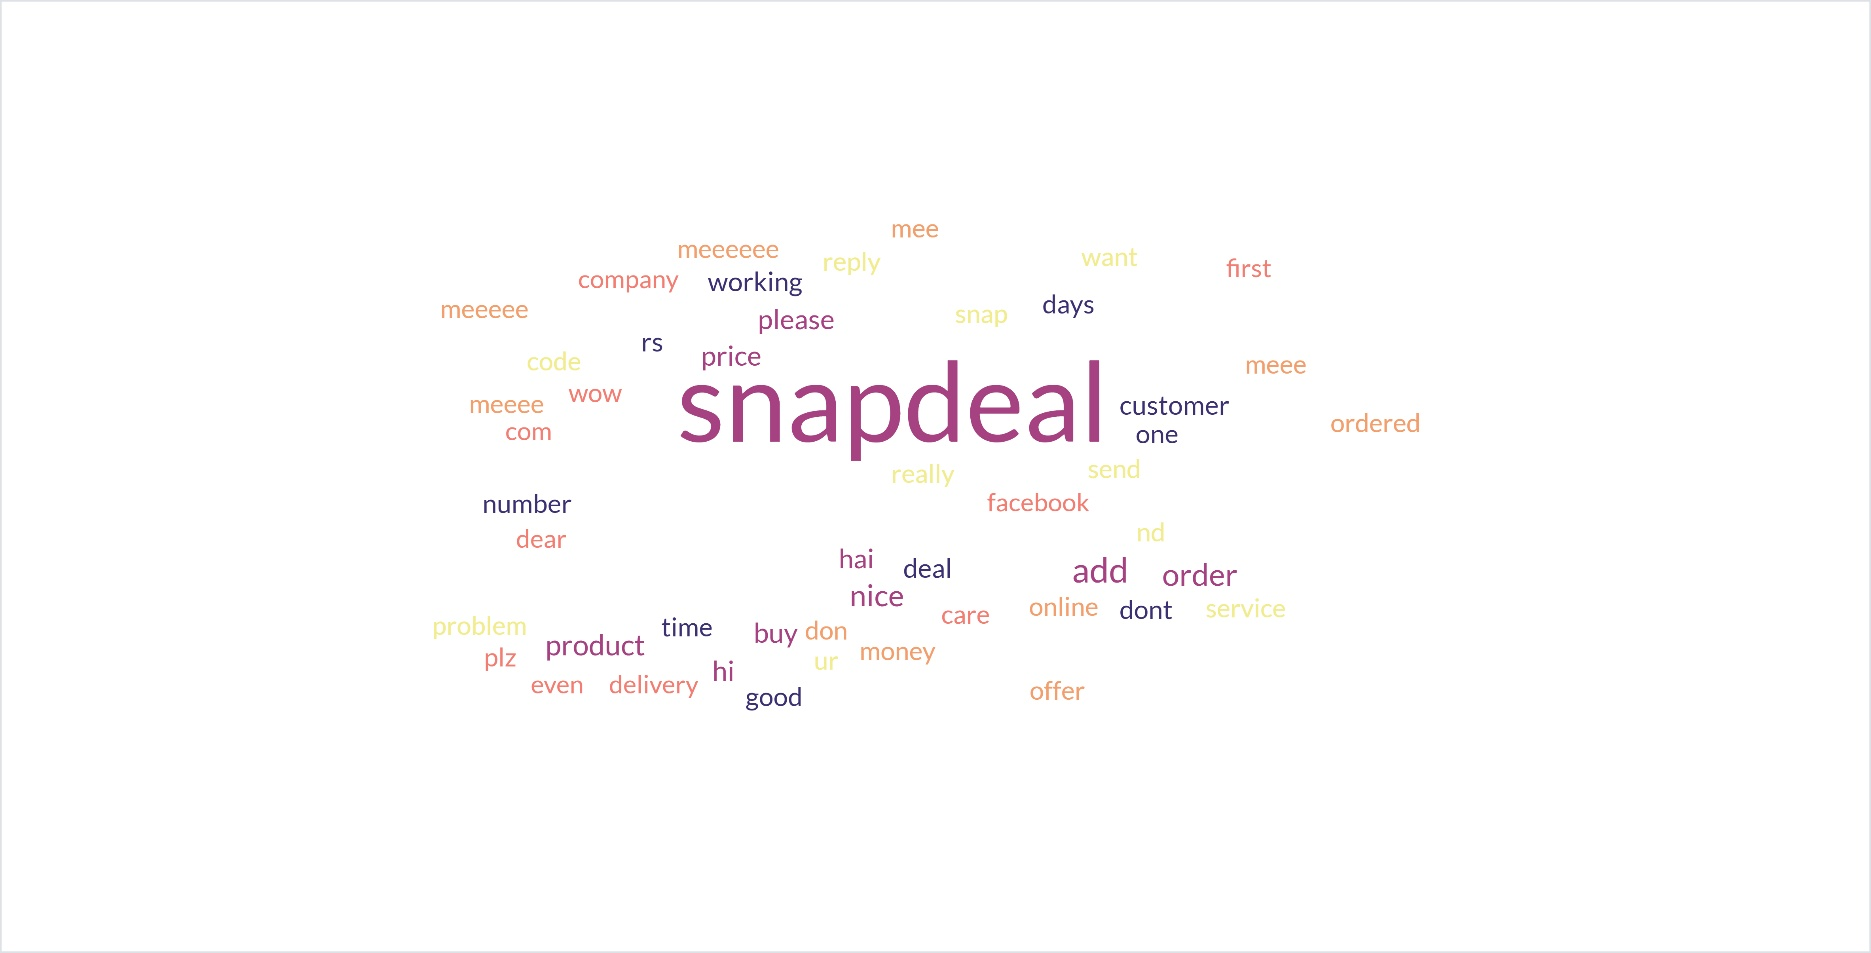 mee
meeeeee
reply
want
first
company
working
meeeee
please
snap
days
rs
price
code
meee
wow
snapdeal
meeee
customer
ordered
com
one
really
send
number
facebook
dear
nd
hai
deal
add
order
nice
care
online
dont
service
problem
time
buy
don
product
plz
ur
money
hi
even
delivery
good
offer